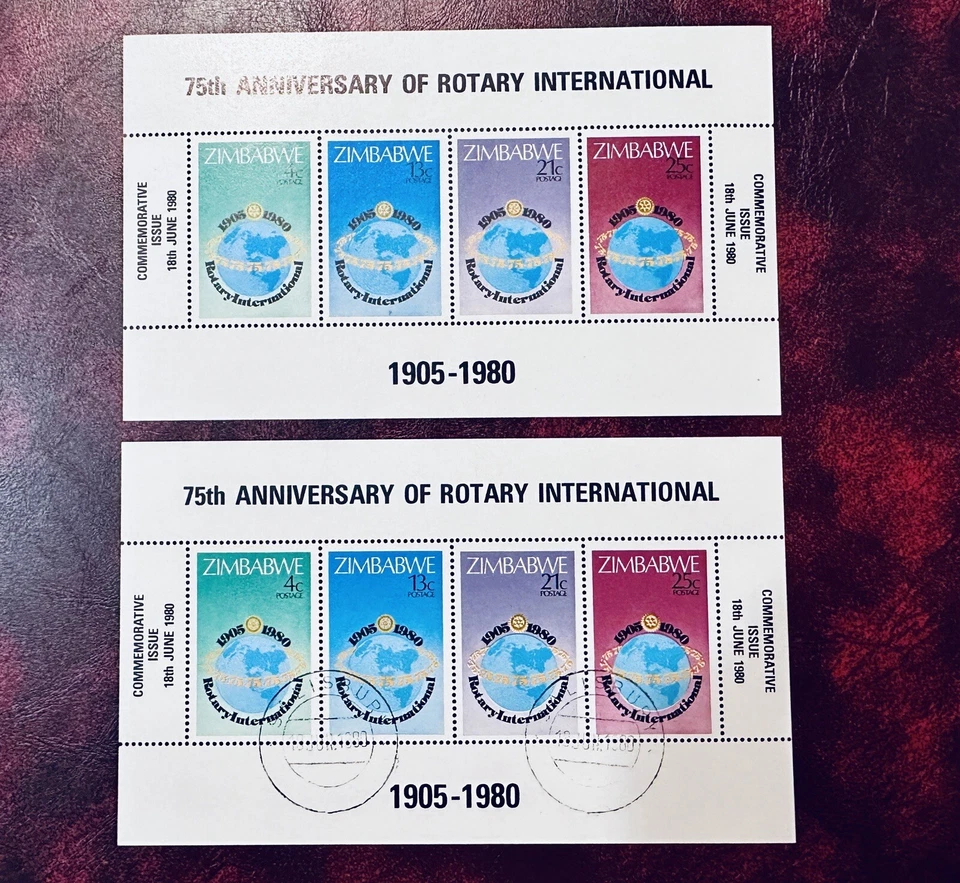 75th ANNIVERSARY OF ROTARY INTERNATIONAL
COMMEMORATIVE
ISSUE
18th JUNE 1980
ZIMBABWE
4c
POSTAGE
1905 1980
Rotary International
ZIMBABWE
13c
POSTAGE
1905 1980
Rotary International
ZIMBABWE
21c
POSTAGE
1905 1980
Rotary International
ZIMBABWE
25c
POSTAGE
1905 1980
Rotary International
COMMEMORATIVE
ISSUE
18th JUNE 1980
1905-1980
75th ANNIVERSARY OF ROTARY INTERNATIONAL
COMMEMORATIVE
ISSUE
18th JUNE 1980
ZIMBABWE
4c
POSTAGE
1905 1980
Rotary International
ZIMBABWE
13c
POSTAGE
1905 1980
Rotary International
ZIMBABWE
21c
POSTAGE
1905 1980
Rotary International
ZIMBABWE
25c
POSTAGE
1905 1980
Rotary International
COMMEMORATIVE
ISSUE
18th JUNE 1980
1905-1980